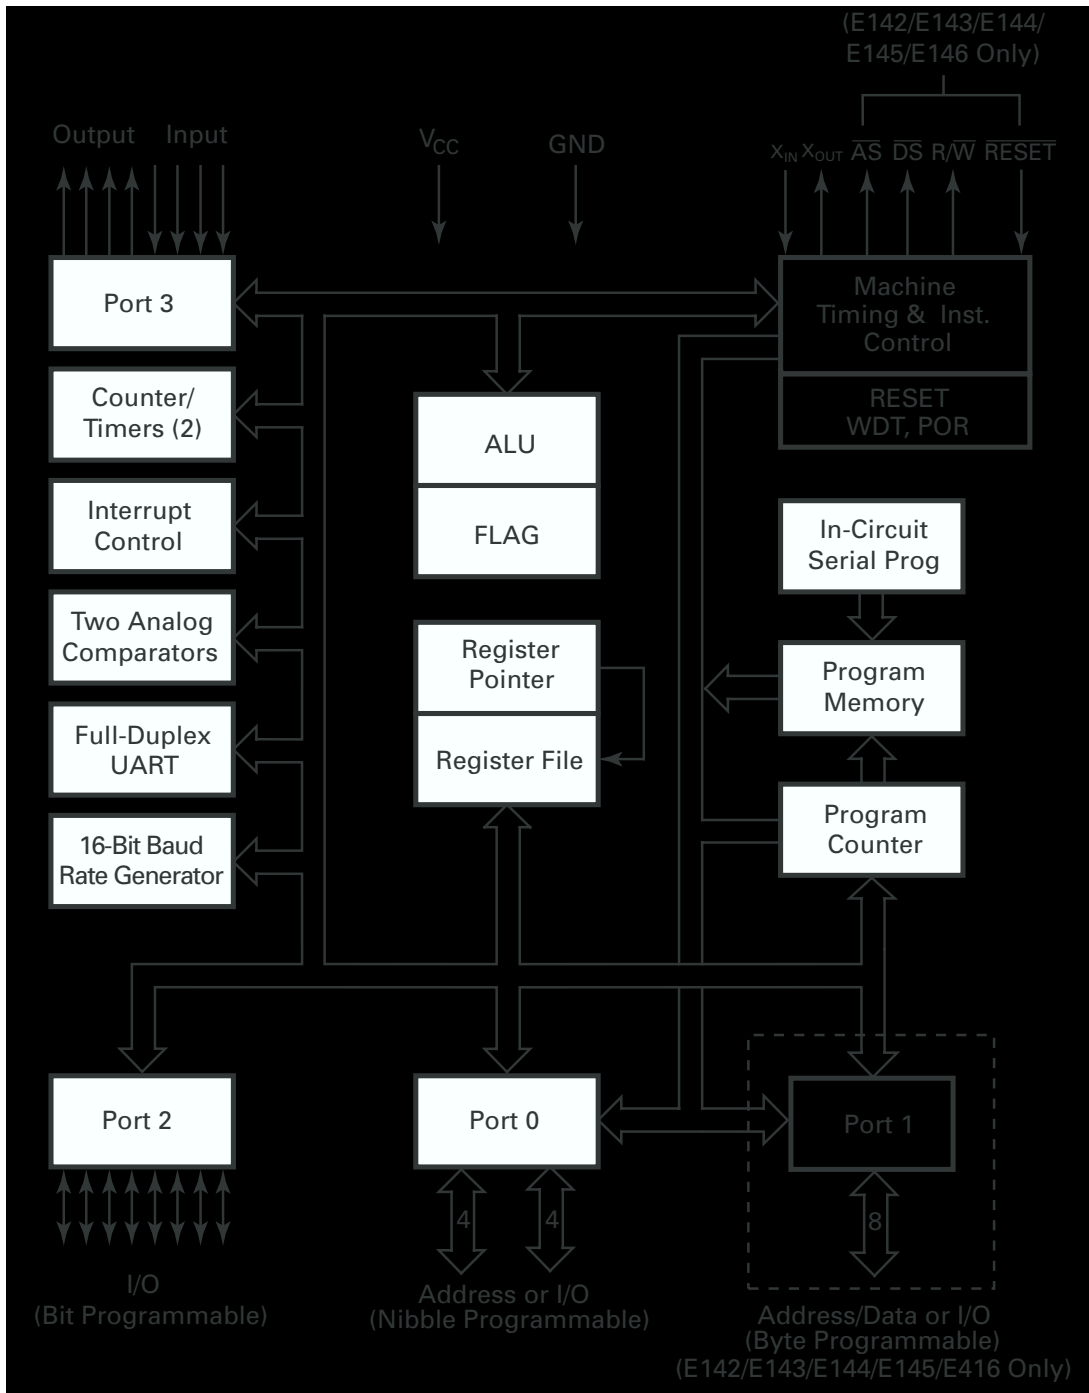 (E142/E143/E144/
E145/E146 Only)
Output Input
VCC
GND
XIN XOUT AS DS R/W RESET
Port 3
Machine
Timing & Inst.
Control
RESET
WDT, POR
Counter/
Timers (2)
ALU
FLAG
Interrupt
Control
In-Circuit
Serial Prog
Two Analog
Comparators
Register
Pointer
Program
Memory
Full-Duplex
UART
Register File
16-Bit Baud
Rate Generator
Program
Counter
Port 2
Port 0
Port 1
4
4
8
I/O
(Bit Programmable)
Address or I/O
(Nibble Programmable)
Address/Data or I/O
(Byte Programmable)
(E142/E143/E144/E145/E416 Only)